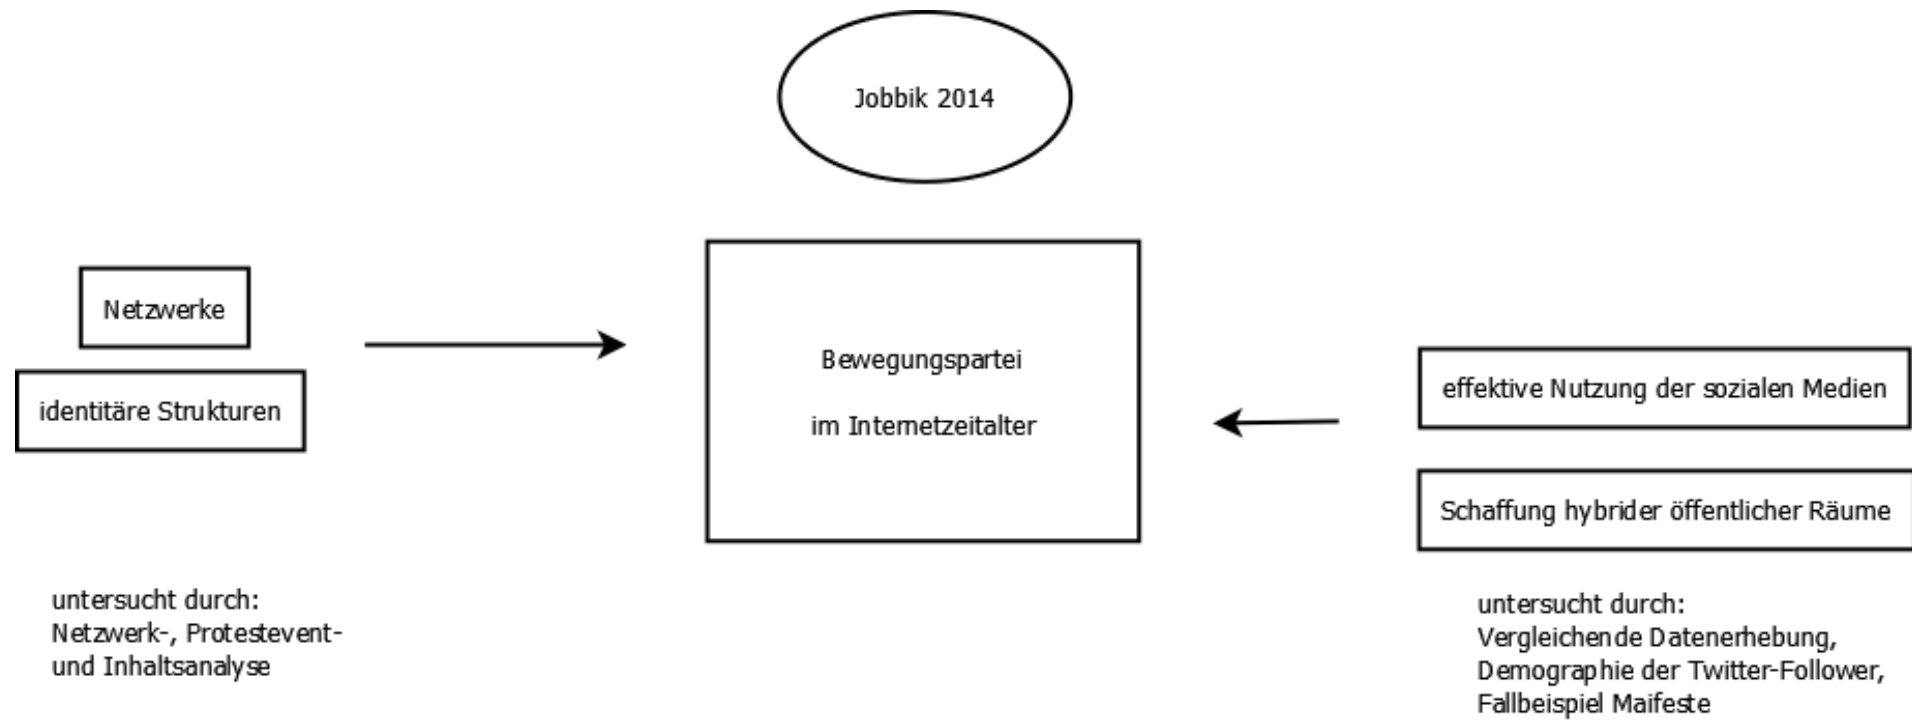 Jobbik 2014
Netzwerke
identitäre Strukturen
untersucht durch:
Netzwerk-, Protestevent-
und Inhaltsanalyse
Bewegungspartei
im Internetzeitalter
effektive Nutzung der sozialen Medien
Schaffung hybrider öffentlicher Räume
untersucht durch:
Vergleichende Datenerhebung,
Demographie der Twitter-Follower,
Fallbeispiel Maifeste